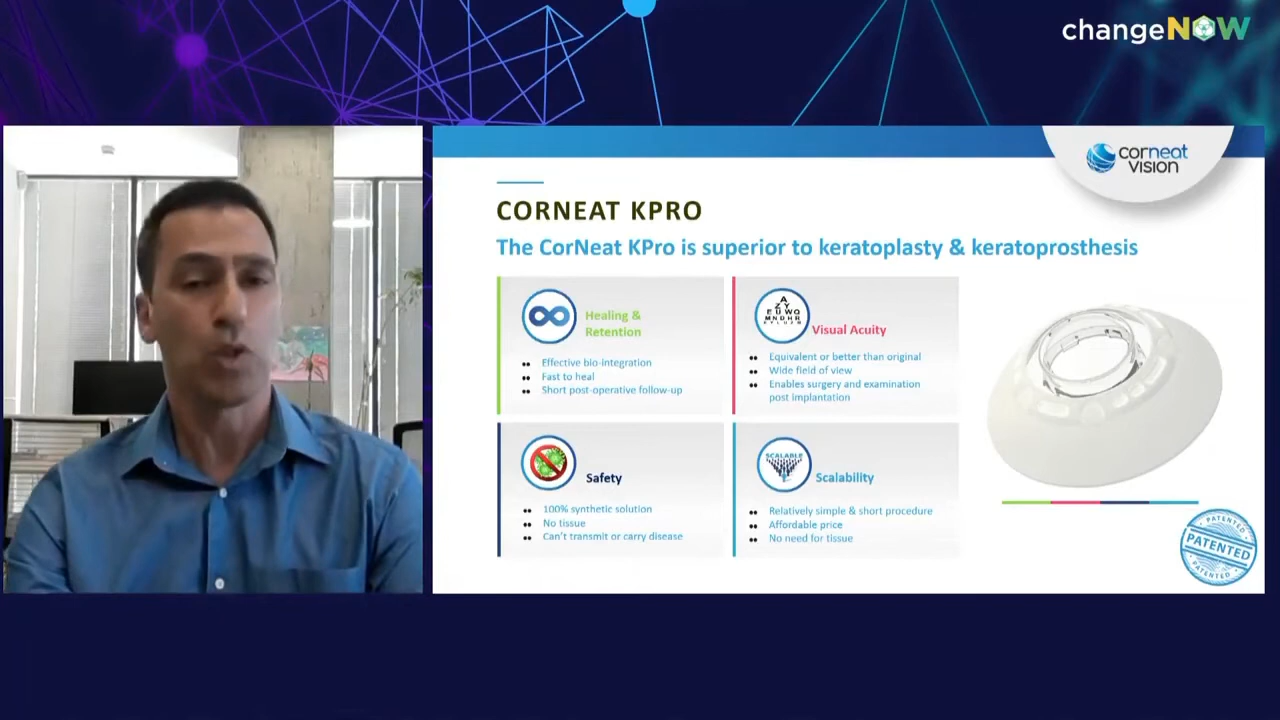 changeNOW
corneat
vision
CORNEAT KPRO
The CorNeat KPro is superior to keratoplasty & keratoprosthesis
Healing &
Retention
Effective bio-integration
Fast to heal
Short post-operative follow-up
Visual Acuity
Equivalent or better than original
Wide field of view
Enables surgery and examination
post implantation
Safety
100% synthetic solution
No tissue
Can't transmit or carry disease
SCALABLE
Scalability
Relatively simple & short procedure
Affordable price
No need for tissue
PATENTED
PATENTED
PATENTED